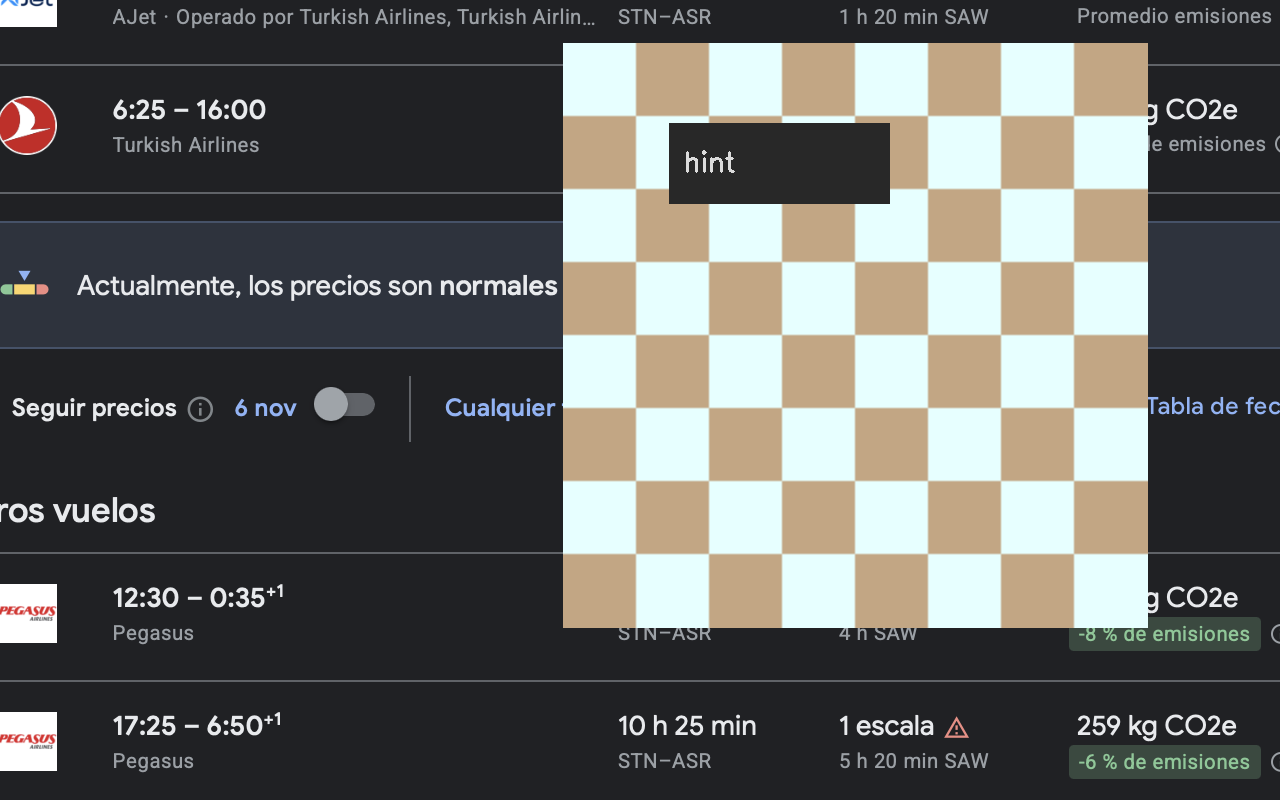 AJet
AJet · Operado por Turkish Airlines, Turkish Airlin... STN–ASR 1 h 20 min SAW Promedio emisiones
6:25 – 16:00 g CO2e
Turkish Airlines de emisiones
hint
Actualmente, los precios son normales
Seguir precios 6 nov Cualquier Tabla de fec
ros vuelos
12:30 – 0:35+1 g CO2e
PEGASUS AIRLINES
Pegasus STN–ASR 4 h SAW -8 % de emisiones
17:25 – 6:50+1 10 h 25 min 1 escala 259 kg CO2e
PEGASUS AIRLINES
Pegasus STN–ASR 5 h 20 min SAW -6 % de emisiones